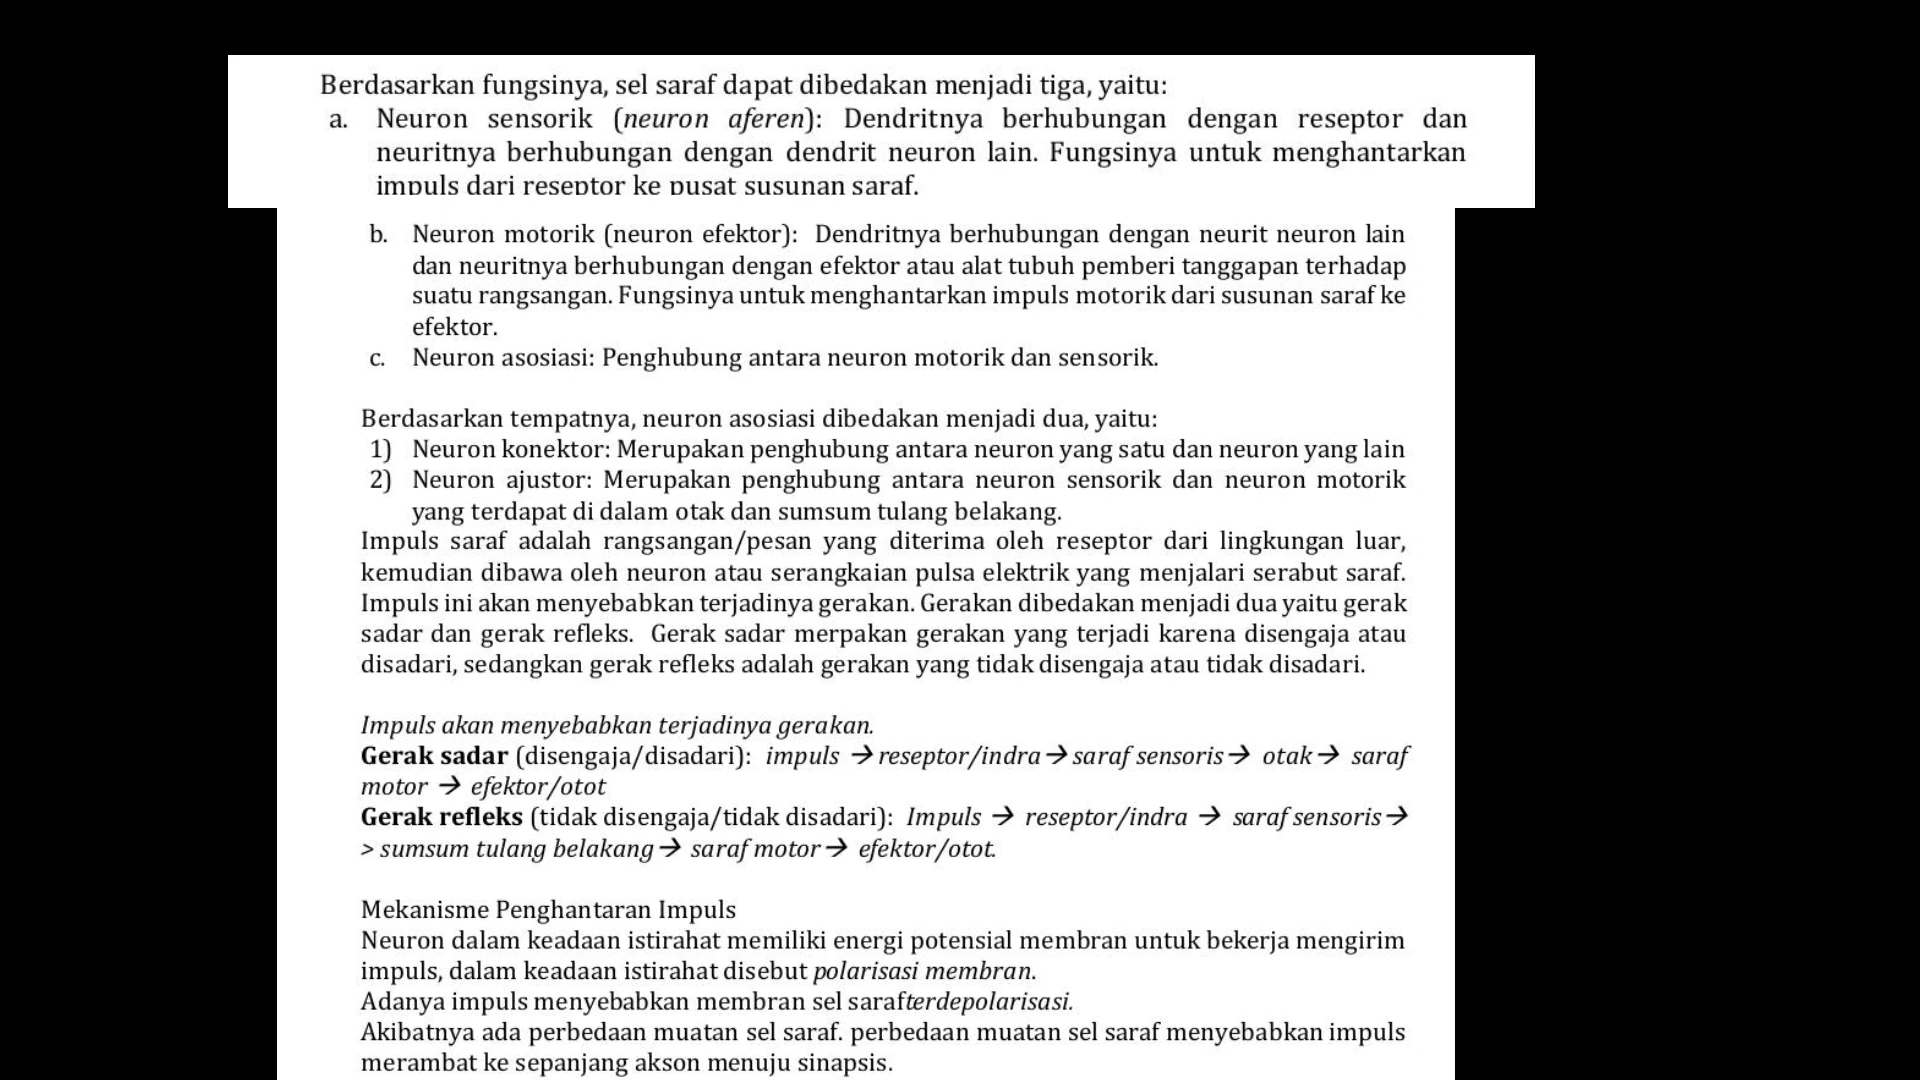 Berdasarkan fungsinya, sel saraf dapat dibedakan menjadi tiga, yaitu:
a. Neuron sensorik (neuron aferen): Dendritnya berhubungan dengan reseptor dan
neuritnya berhubungan dengan dendrit neuron lain. Fungsinya untuk menghantarkan
impuls dari reseptor ke pusat susunan saraf.
b. Neuron motorik (neuron efektor): Dendritnya berhubungan dengan neurit neuron lain
dan neuritnya berhubungan dengan efektor atau alat tubuh pemberi tanggapan terhadap
suatu rangsangan. Fungsinya untuk menghantarkan impuls motorik dari susunan saraf ke
efektor.
c. Neuron asosiasi: Penghubung antara neuron motorik dan sensorik.
Berdasarkan tempatnya, neuron asosiasi dibedakan menjadi dua, yaitu:
1) Neuron konektor: Merupakan penghubung antara neuron yang satu dan neuron yang lain
2) Neuron ajustor: Merupakan penghubung antara neuron sensorik dan neuron motorik
yang terdapat di dalam otak dan sumsum tulang belakang.
Impuls saraf adalah rangsangan/pesan yang diterima oleh reseptor dari lingkungan luar,
kemudian dibawa oleh neuron atau serangkaian pulsa elektrik yang menjalari serabut saraf.
Impuls ini akan menyebabkan terjadinya gerakan. Gerakan dibedakan menjadi dua yaitu gerak
sadar dan gerak refleks. Gerak sadar merpakan gerakan yang terjadi karena disengaja atau
disadari, sedangkan gerak refleks adalah gerakan yang tidak disengaja atau tidak disadari.
Impuls akan menyebabkan terjadinya gerakan.
Gerak sadar (disengaja/disadari): impuls → reseptor/indra → saraf sensoris → otak → saraf
motor → efektor/otot
Gerak refleks (tidak disengaja/tidak disadari): Impuls → reseptor/indra → saraf sensoris →
> sumsum tulang belakang → saraf motor → efektor/otot.
Mekanisme Penghantaran Impuls
Neuron dalam keadaan istirahat memiliki energi potensial membran untuk bekerja mengirim
impuls, dalam keadaan istirahat disebut polarisasi membran.
Adanya impuls menyebabkan membran sel sarafterdepolarisasi.
Akibatnya ada perbedaan muatan sel saraf. perbedaan muatan sel saraf menyebabkan impuls
merambat ke sepanjang akson menuju sinapsis.